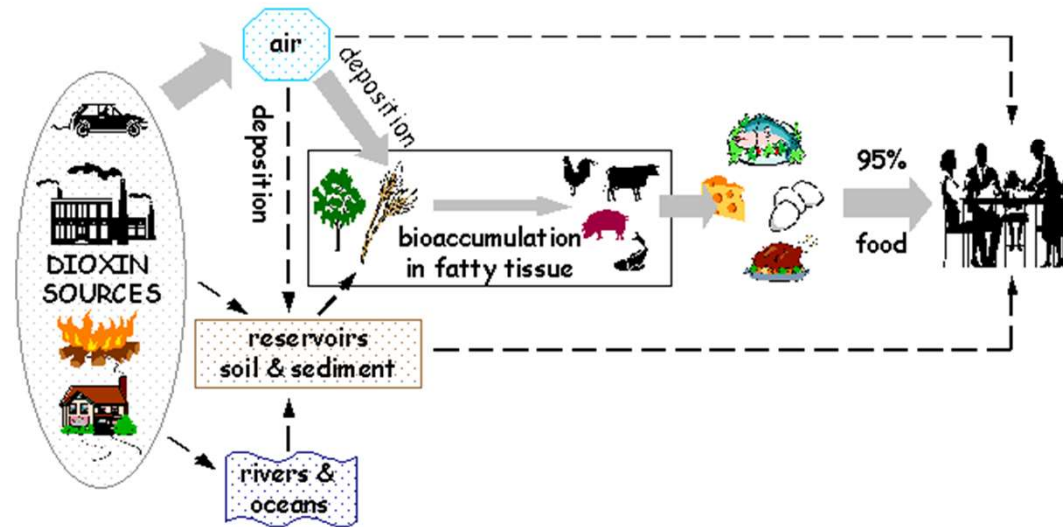 air
deposition
deposition
DIOXIN
SOURCES
bioaccumulation
in fatty tissue
95%
food
reservoirs
soil & sediment
rivers &
oceans